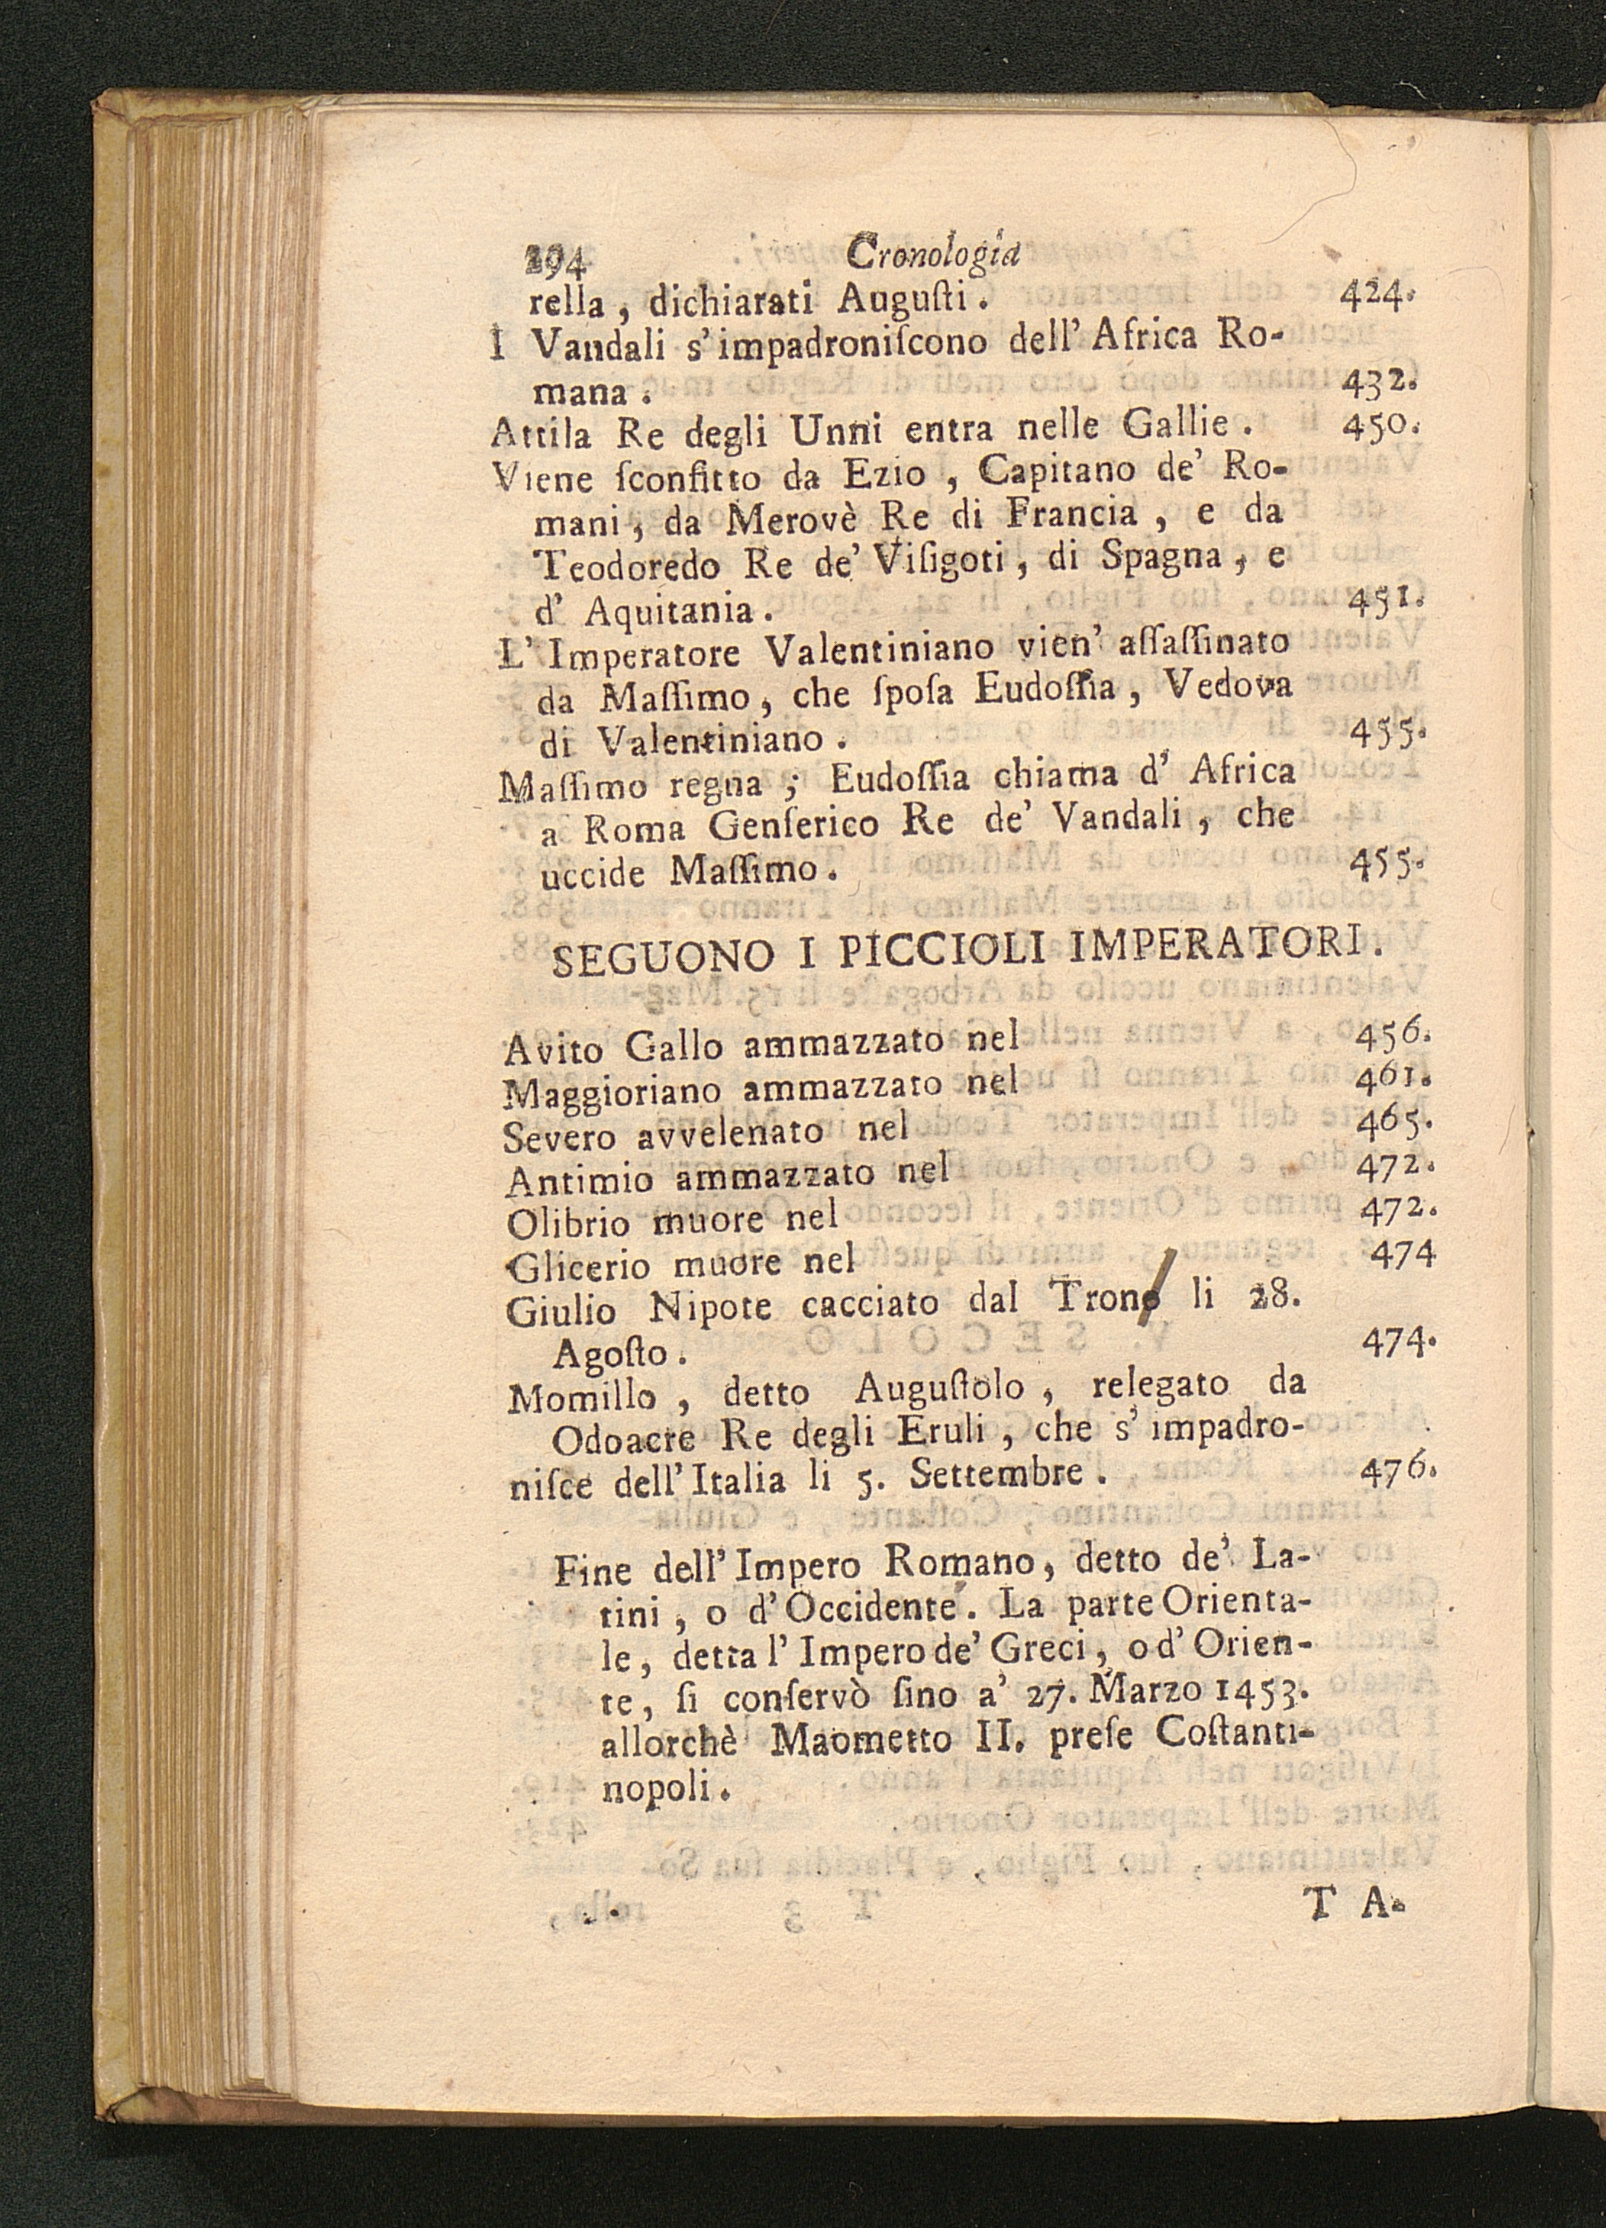 294 Cronologia
rella, dichiarati Auguſti. 424.
I Vandali s'impadroniſcono dell'Africa Ro-
mana. 432.
Attila Re degli Unni entra nelle Gallie. 450.
Viene ſconfitto da Ezio, Capitano de' Ro-
mani, da Merovè Re di Francia, e da
Teodoredo Re de' Viſigoti, di Spagna, e
d' Aquitania. 451.
L' Imperatore Valentiniano vien' aſſaſſinato
da Maſſimo, che ſpoſa Eudoſſia, Vedova
di Valentiniano. 455.
Maſſimo regna; Eudoſſia chiama d' Africa
a Roma Genſerico Re de' Vandali, che
uccide Maſſimo. 455.
SEGUONO I PICCIOLI IMPERATORI.
Avito Gallo ammazzato nel 456.
Maggioriano ammazzato nel 461.
Severo avvelenato nel 465.
Antimio ammazzato nel 472.
Olibrio muore nel 472.
Glicerio muore nel 474
Giulio Nipote cacciato dal Trono li 28.
Agoſto. 474.
Momillo, detto Auguſtolo, relegato da
Odoacre Re degli Eruli, che s' impadro-
niſce dell'Italia li 5. Settembre. 476.
Fine dell'Impero Romano, detto de' La-
tini, o d'Occidente. La parte Orienta-
le, detta l' Impero de' Greci, o d' Orien-
te, ſi conſervò ſino a' 27. Marzo 1453.
allorchè Maometto II. preſe Coſtanti-
nopoli.
T A-